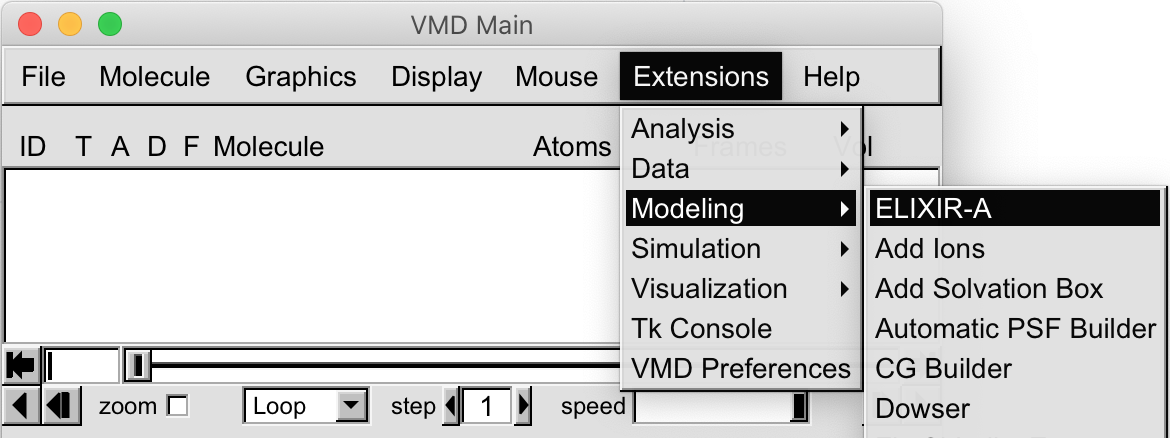 VMD Main
File Molecule Graphics Display Mouse Extensions Help
ID T A D F Molecule Atoms Frames Vol
Analysis
Data
Modeling
Simulation
Visualization
Tk Console
VMD Preferences
ELIXIR-A
Add Ions
Add Solvation Box
Automatic PSF Builder
CG Builder
Dowser
zoom Loop step 1 speed